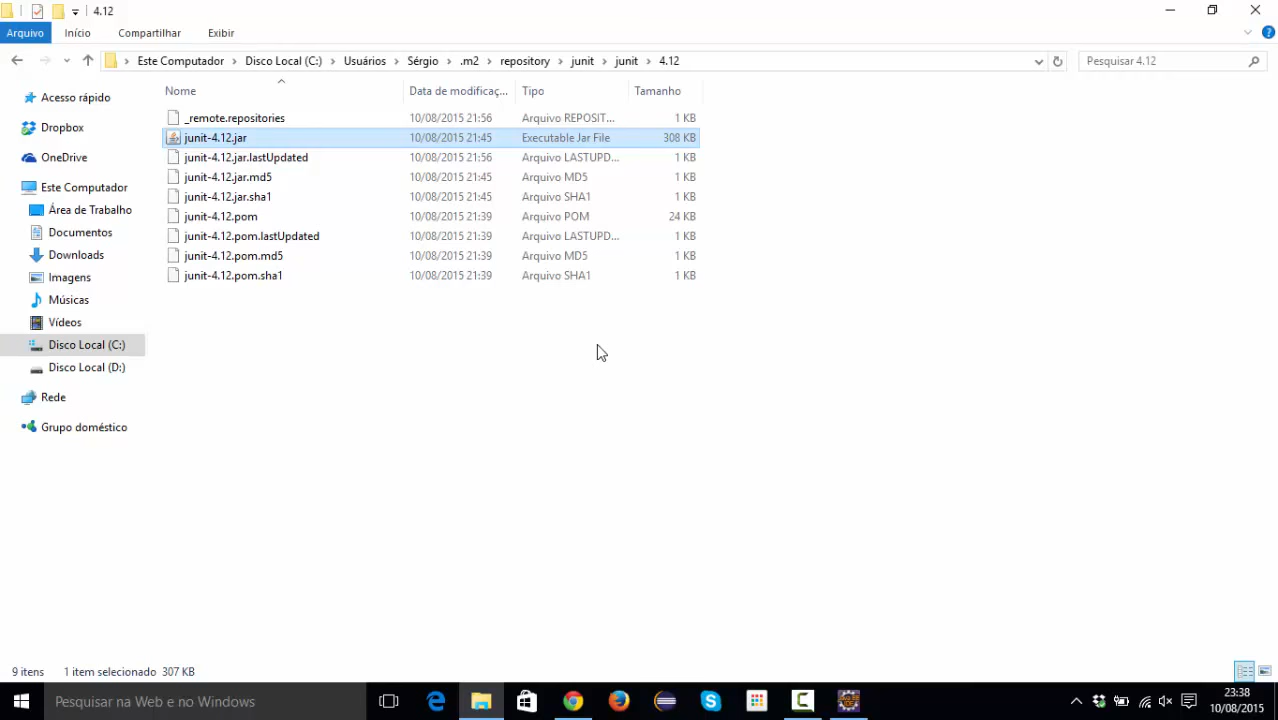 4.12
Arquivo Início Compartilhar Exibir
Este Computador Disco Local (C:) Usuários Sérgio .m2 repository junit junit 4.12
Pesquisar 4.12
Nome Data de modificaç... Tipo Tamanho
_remote.repositories 10/08/2015 21:56 Arquivo REPOSIT... 1 KB
junit-4.12.jar 10/08/2015 21:45 Executable Jar File 308 KB
junit-4.12.jar.lastUpdated 10/08/2015 21:56 Arquivo LASTUPD... 1 KB
junit-4.12.jar.md5 10/08/2015 21:45 Arquivo MD5 1 KB
junit-4.12.jar.sha1 10/08/2015 21:45 Arquivo SHA1 1 KB
junit-4.12.pom 10/08/2015 21:39 Arquivo POM 24 KB
junit-4.12.pom.lastUpdated 10/08/2015 21:39 Arquivo LASTUPD... 1 KB
junit-4.12.pom.md5 10/08/2015 21:39 Arquivo MD5 1 KB
junit-4.12.pom.sha1 10/08/2015 21:39 Arquivo SHA1 1 KB
Acesso rápido
Dropbox
OneDrive
Este Computador
Área de Trabalho
Documentos
Downloads
Imagens
Músicas
Vídeos
Disco Local (C:)
Disco Local (D:)
Rede
Grupo doméstico
9 itens 1 item selecionado 307 KB
Pesquisar na Web e no Windows
23:38
10/08/2015